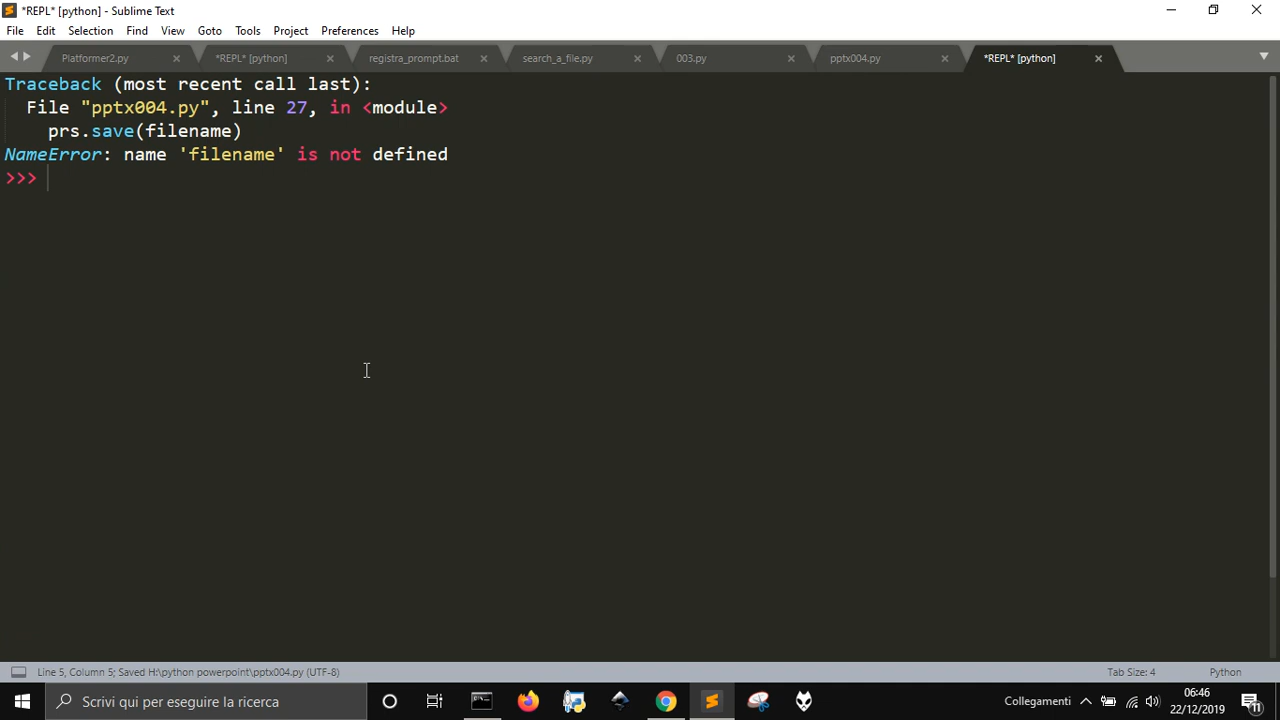 *REPL* [python] - Sublime Text
File Edit Selection Find View Goto Tools Project Preferences Help
Platformer2.py *REPL* [python] registra_prompt.bat search_a_file.py 003.py pptx004.py *REPL* [python]
Traceback (most recent call last):
File "pptx004.py", line 27, in <module>
prs.save(filename)
NameError: name 'filename' is not defined
>>>
Line 5, Column 5; Saved H:\python powerpoint\pptx004.py (UTF-8) Tab Size: 4 Python
Scrivi qui per eseguire la ricerca Collegamenti 06:46
22/12/2019 11